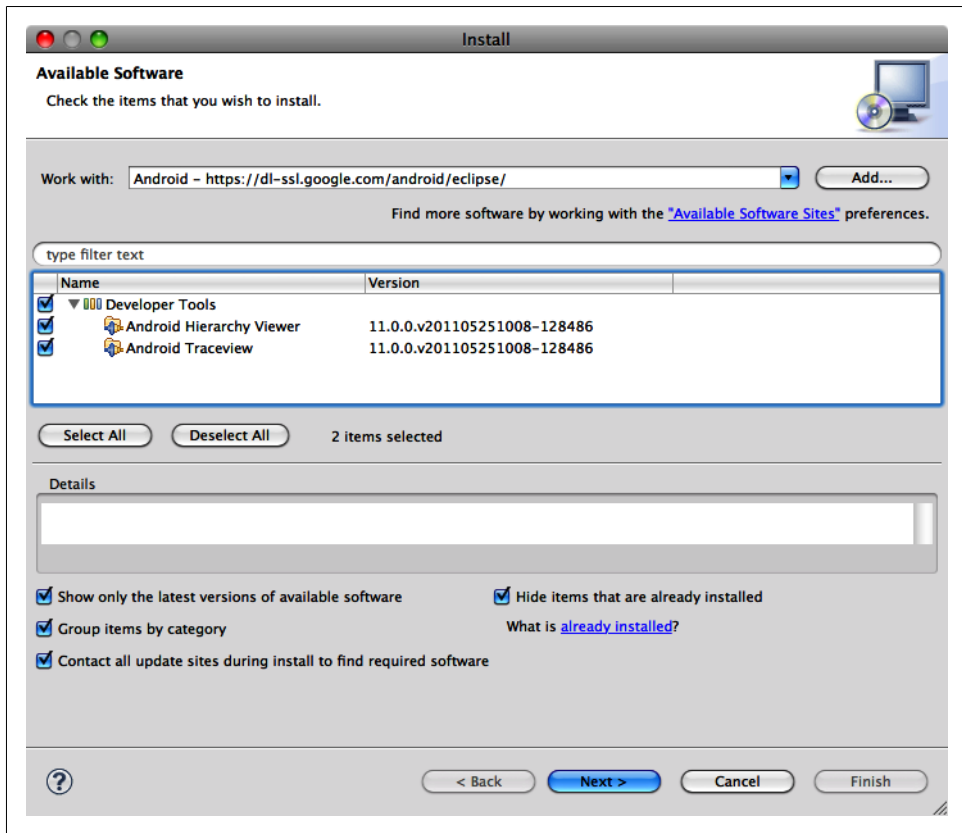 Install
Available Software
Check the items that you wish to install.
Work with: Android – https://dl-ssl.google.com/android/eclipse/ Add...
Find more software by working with the "Available Software Sites" preferences.
type filter text
Name Version
Developer Tools
Android Hierarchy Viewer 11.0.0.v201105251008-128486
Android Traceview 11.0.0.v201105251008-128486
Select All Deselect All 2 items selected
Details
Show only the latest versions of available software Hide items that are already installed
Group items by category What is already installed?
Contact all update sites during install to find required software
? < Back Next > Cancel Finish